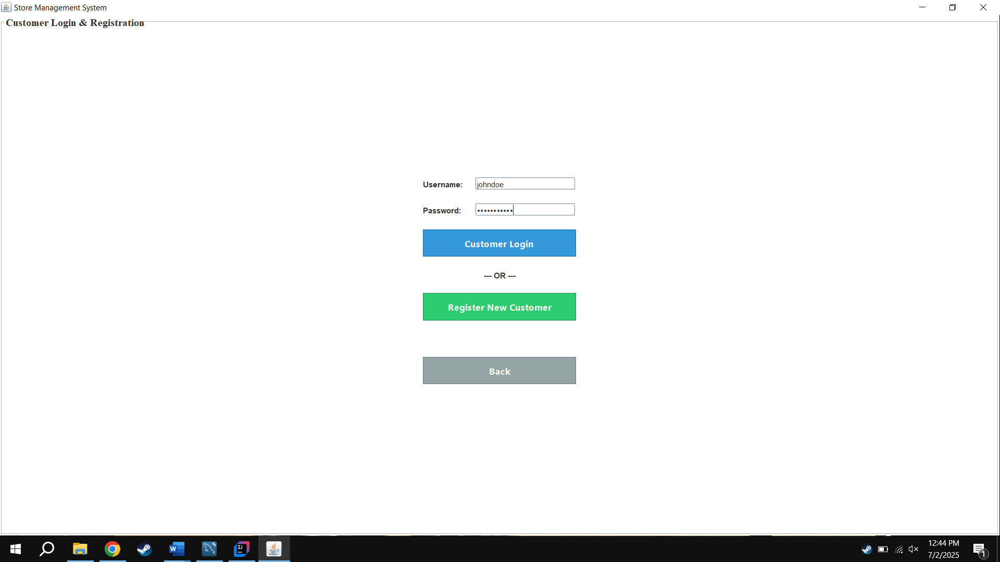 Store Management System
Customer Login & Registration
Username: johndoe
Password: •••••••••••
Customer Login
--- OR ---
Register New Customer
Back
12:44 PM
7/2/2025
1